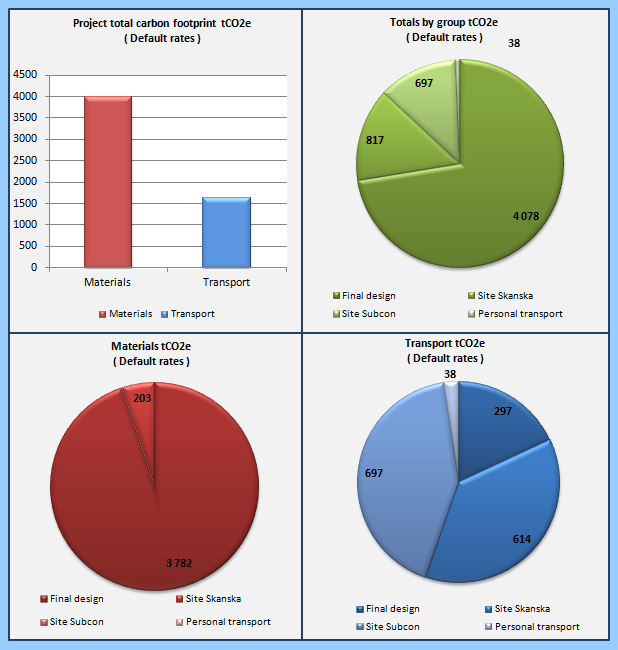 Project total carbon footprint tCO2e
( Default rates )
4500
4000
3500
3000
2500
2000
1500
1000
500
0
Materials Transport
Materials Transport
Totals by group tCO2e
( Default rates )
38
697
817
4 078
Final design Site Skanska
Site Subcon Personal transport
Materials tCO2e
( Default rates )
203
3 782
Final design Site Skanska
Site Subcon Personal transport
Transport tCO2e
( Default rates )
38
297
697
614
Final design Site Skanska
Site Subcon Personal transport